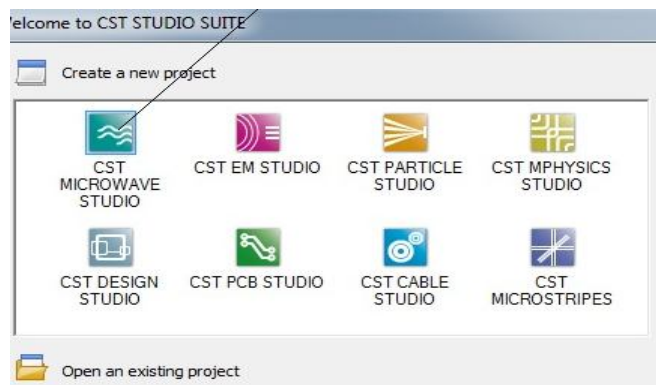 elcome to CST STUDIO SUITE
Create a new project
CST MICROWAVE STUDIO
CST EM STUDIO
CST PARTICLE STUDIO
CST MPHYSICS STUDIO
CST DESIGN STUDIO
CST PCB STUDIO
CST CABLE STUDIO
CST MICROSTRIPES
Open an existing project